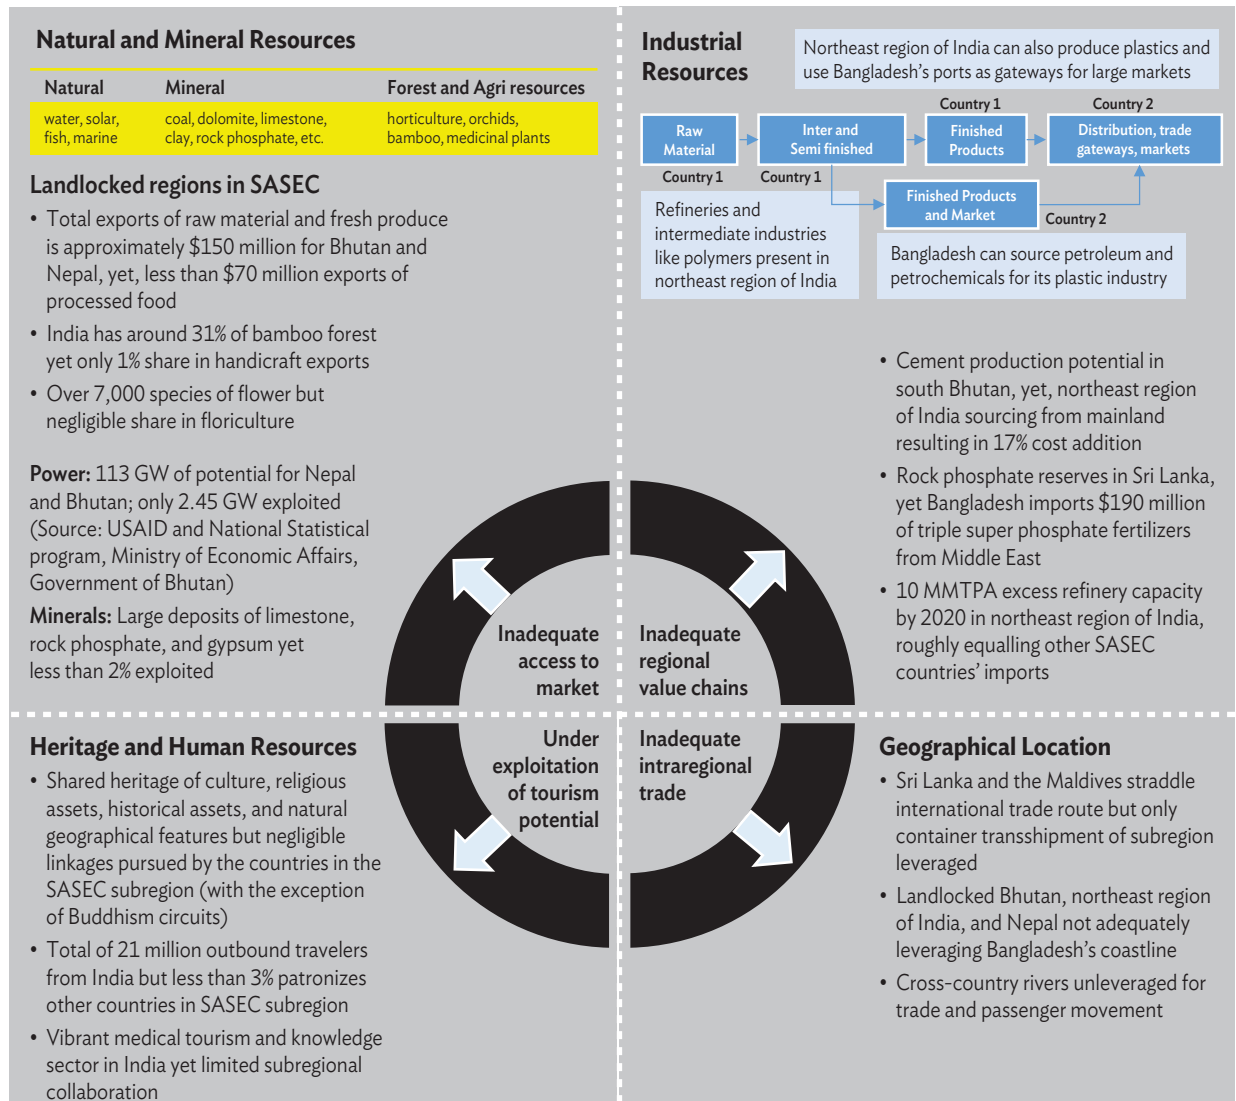 Natural and Mineral Resources
Natural
Mineral
Forest and Agri resources
water, solar,
fish, marine
coal, dolomite, limestone,
clay, rock phosphate, etc.
horticulture, orchids,
bamboo, medicinal plants
Landlocked regions in SASEC
• Total exports of raw material and fresh produce
is approximately $150 million for Bhutan and
Nepal, yet, less than $70 million exports of
processed food
• India has around 31% of bamboo forest
yet only 1% share in handicraft exports
• Over 7,000 species of flower but
negligible share in floriculture
Power: 113 GW of potential for Nepal
and Bhutan; only 2.45 GW exploited
(Source: USAID and National Statistical
program, Ministry of Economic Affairs,
Government of Bhutan)
Minerals: Large deposits of limestone,
rock phosphate, and gypsum yet
less than 2% exploited
Inadequate
access to
market
Industrial
Resources
Northeast region of India can also produce plastics and
use Bangladesh's ports as gateways for large markets
Country 1
Country 2
Raw
Material
Inter and
Semi finished
Finished
Products
Distribution, trade
gateways, markets
Country 1
Country 1
Finished Products
and Market
Country 2
Refineries and
intermediate industries
like polymers present in
northeast region of India
Bangladesh can source petroleum and
petrochemicals for its plastic industry
• Cement production potential in
south Bhutan, yet, northeast region
of India sourcing from mainland
resulting in 17% cost addition
• Rock phosphate reserves in Sri Lanka,
yet Bangladesh imports $190 million
of triple super phosphate fertilizers
from Middle East
• 10 MMTPA excess refinery capacity
by 2020 in northeast region of India,
roughly equalling other SASEC
countries' imports
Inadequate
regional
value chains
Heritage and Human Resources
• Shared heritage of culture, religious
assets, historical assets, and natural
geographical features but negligible
linkages pursued by the countries in the
SASEC subregion (with the exception
of Buddhism circuits)
• Total of 21 million outbound travelers
from India but less than 3% patronizes
other countries in SASEC subregion
• Vibrant medical tourism and knowledge
sector in India yet limited subregional
collaboration
Under
exploitation
of tourism
potential
Inadequate
intraregional
trade
Geographical Location
• Sri Lanka and the Maldives straddle
international trade route but only
container transshipment of subregion
leveraged
• Landlocked Bhutan, northeast region
of India, and Nepal not adequately
leveraging Bangladesh's coastline
• Cross-country rivers unleveraged for
trade and passenger movement